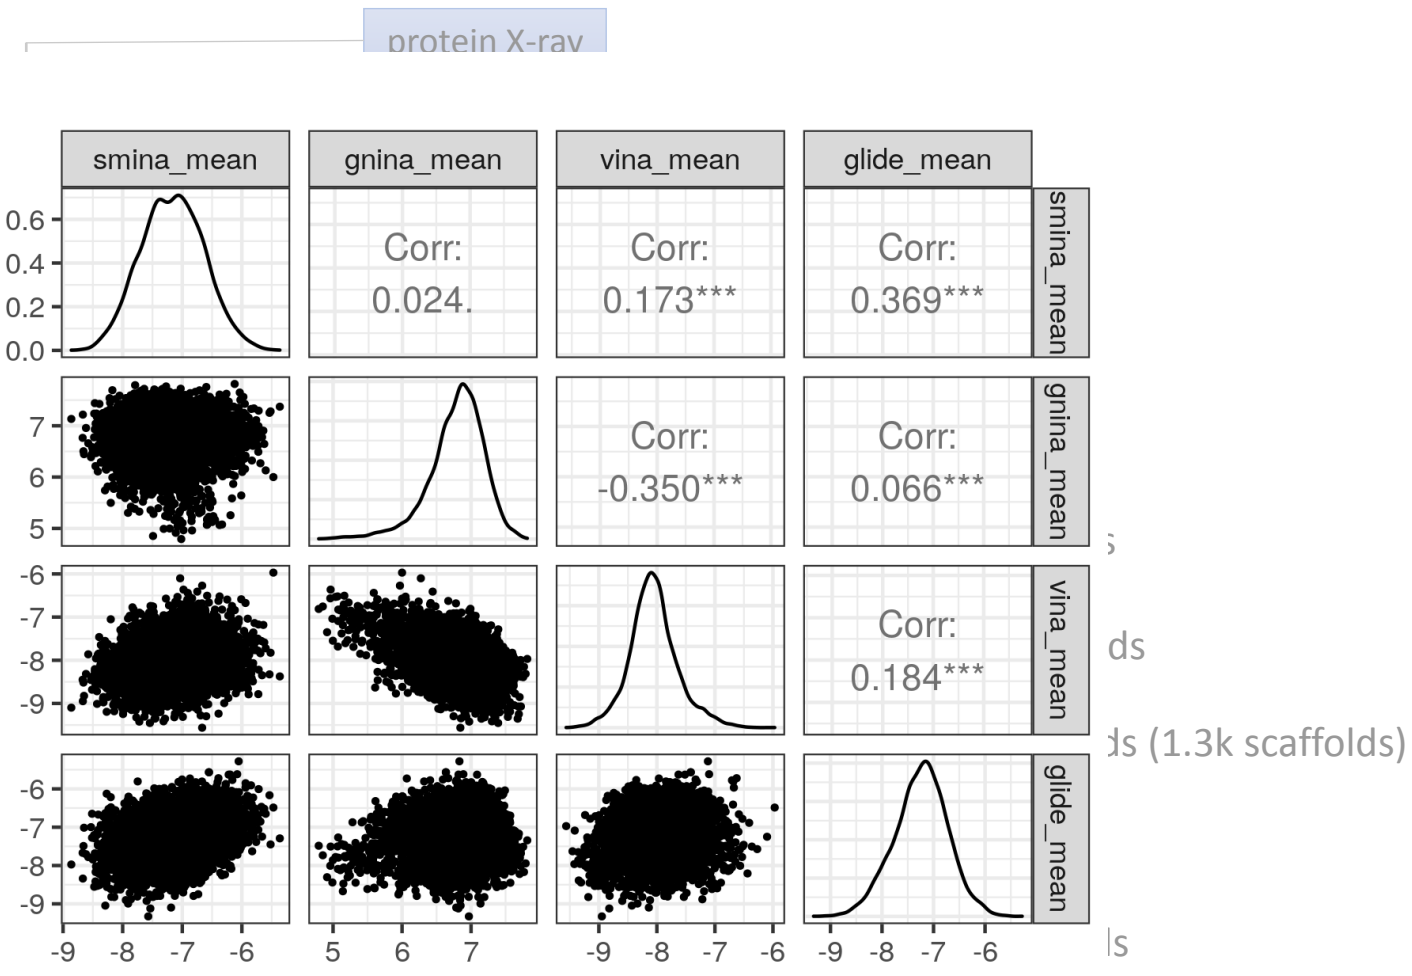 protein X-ray
smina_mean gnina_mean vina_mean glide_mean
0.6
0.4
0.2
0.0
Corr:
0.024.
Corr:
0.173***
Corr:
0.369***
smina_mean
7
6
5
Corr:
-0.350***
Corr:
0.066***
gnina_mean
s
-6
-7
-8
-9
Corr:
0.184***
vina_mean
ds
ds (1.3k scaffolds)
-6
-7
-8
-9
glide_mean
-9 -8 -7 -6 5 6 7 -9 -8 -7 -6 -9 -8 -7 -6
ls